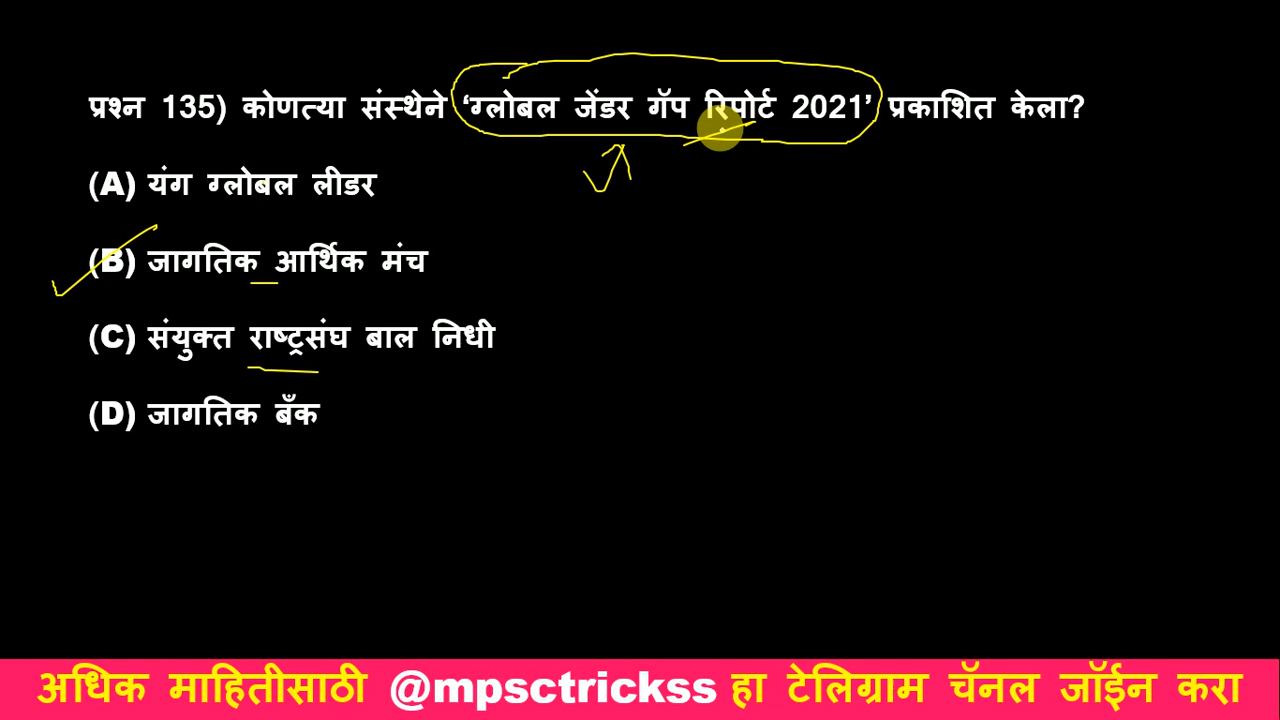 प्रश्न 135) कोणत्या संस्थेने ‘ग्लोबल जेंडर गॅप रिपोर्ट 2021’ प्रकाशित केला?
(A) यंग ग्लोबल लीडर
(B) जागतिक आर्थिक मंच
(C) संयुक्त राष्ट्रसंघ बाल निधी
(D) जागतिक बँक
अधिक माहितीसाठी @mpsctrickss हा टेलिग्राम चॅनल जॉईन करा